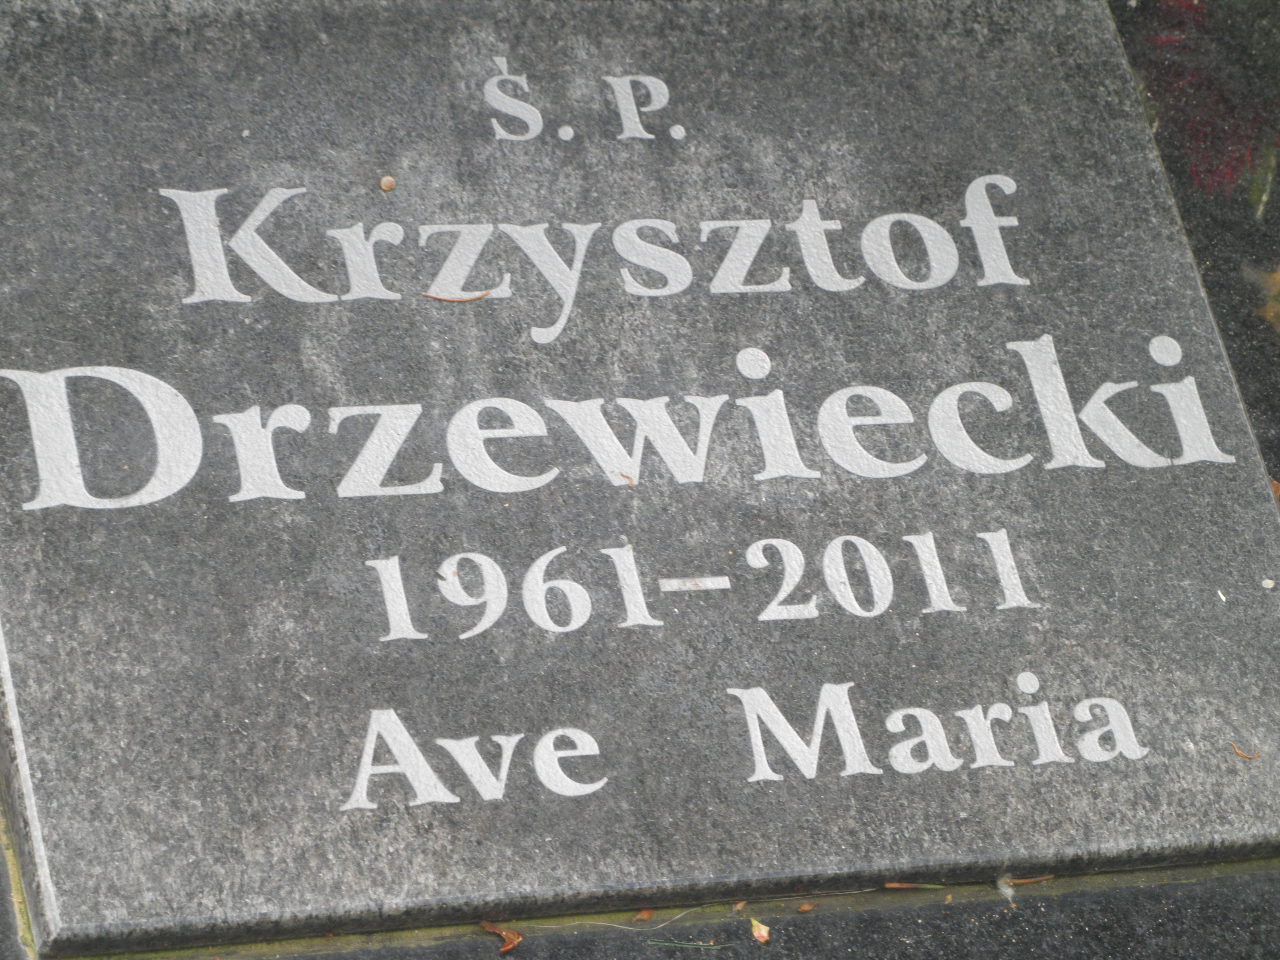 Ś. P.
Krzysztof
Drzewiecki
1961–2011
Ave Maria